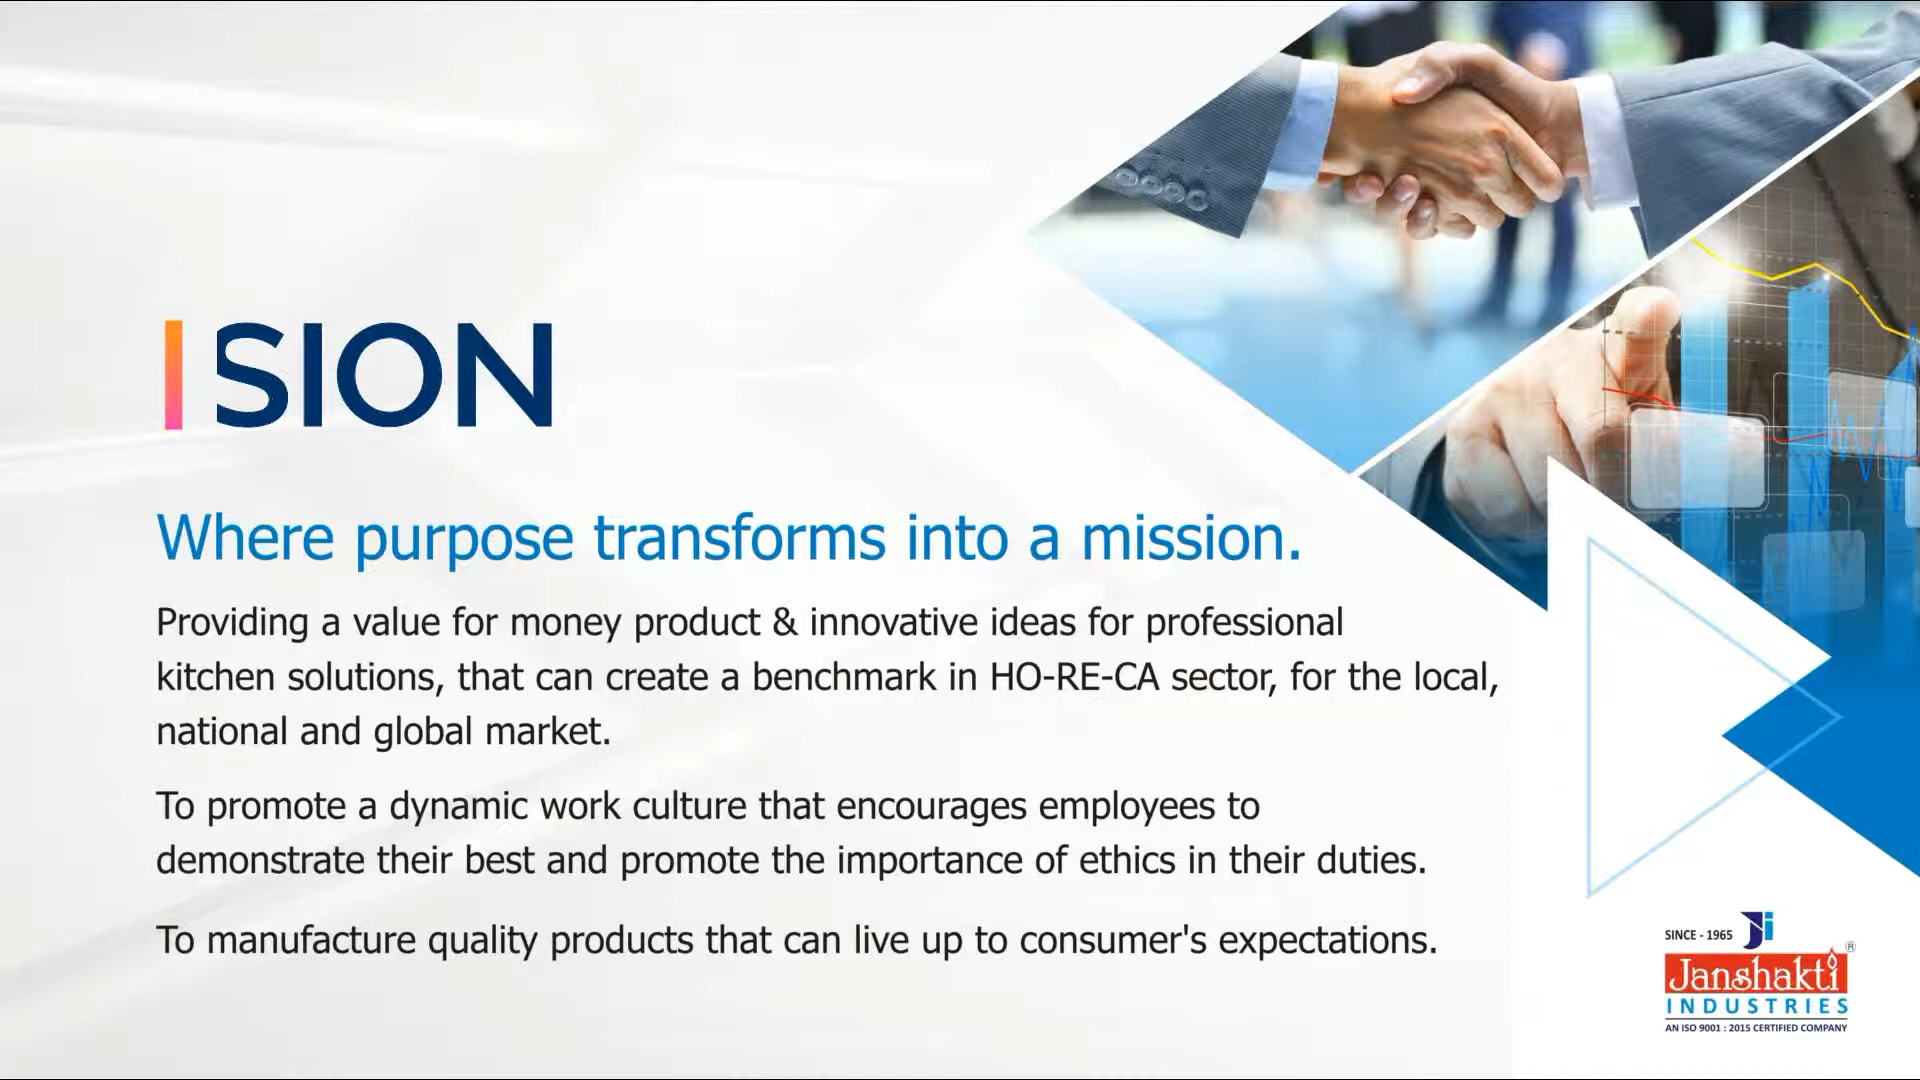 SION
Where purpose transforms into a mission.
Providing a value for money product & innovative ideas for professional
kitchen solutions, that can create a benchmark in HO-RE-CA sector, for the local,
national and global market.
To promote a dynamic work culture that encourages employees to
demonstrate their best and promote the importance of ethics in their duties.
To manufacture quality products that can live up to consumer's expectations.
SINCE - 1965
Ji
Janshakti ®
INDUSTRIES
AN ISO 9001 : 2015 CERTIFIED COMPANY